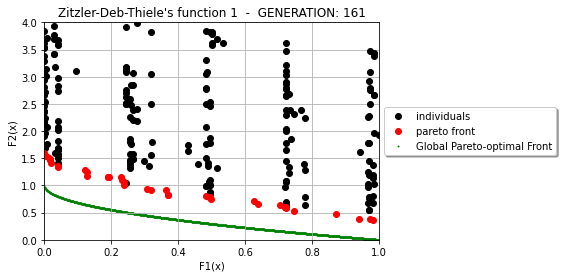 Zitzler-Deb-Thiele's function 1 - GENERATION: 161
4.0
3.5
3.0
2.5
2.0
1.5
1.0
0.5
0.0
F2(x)
0.0 0.2 0.4 0.6 0.8 1.0
F1(x)
individuals
pareto front
Global Pareto-optimal Front